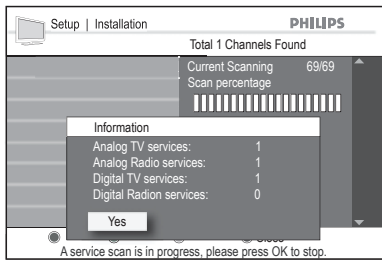 Setup | Installation
PHILIPS
Total 1 Channels Found
Current Scanning 69/69
Scan percentage
Information
Analog TV services: 1
Analog Radio services: 1
Digital TV services: 1
Digital Radion services: 0
Yes
A service scan is in progress, please press OK to stop.